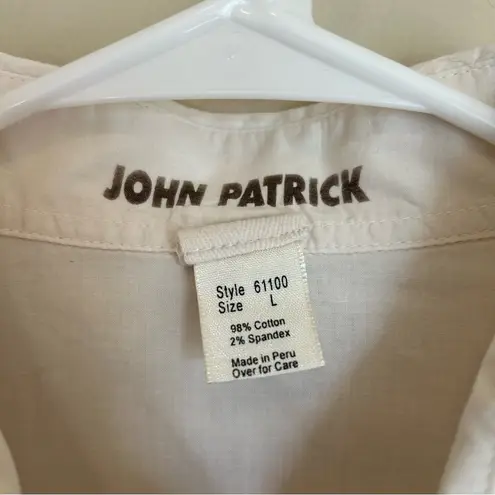 JOHN PATRICK
Style 61100
Size L
98% Cotton
2% Spandex
Made in Peru
Over for Care